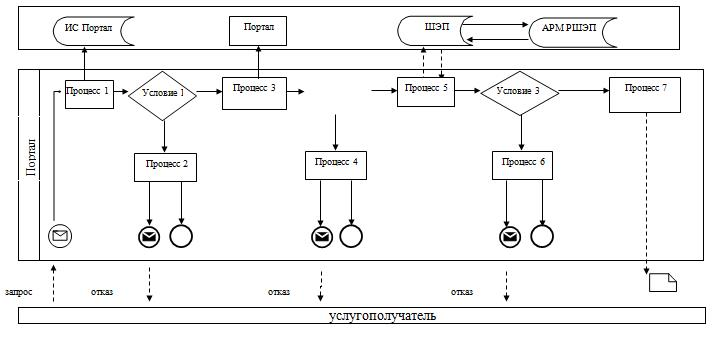 ИС Портал
Портал
ШЭП
АРМ РШЭП
Портал
Процесс 1
Условие 1
Процесс 3
Процесс 5
Условие 3
Процесс 7
Процесс 2
Процесс 4
Процесс 6
запрос
отказ
отказ
отказ
услугополучатель